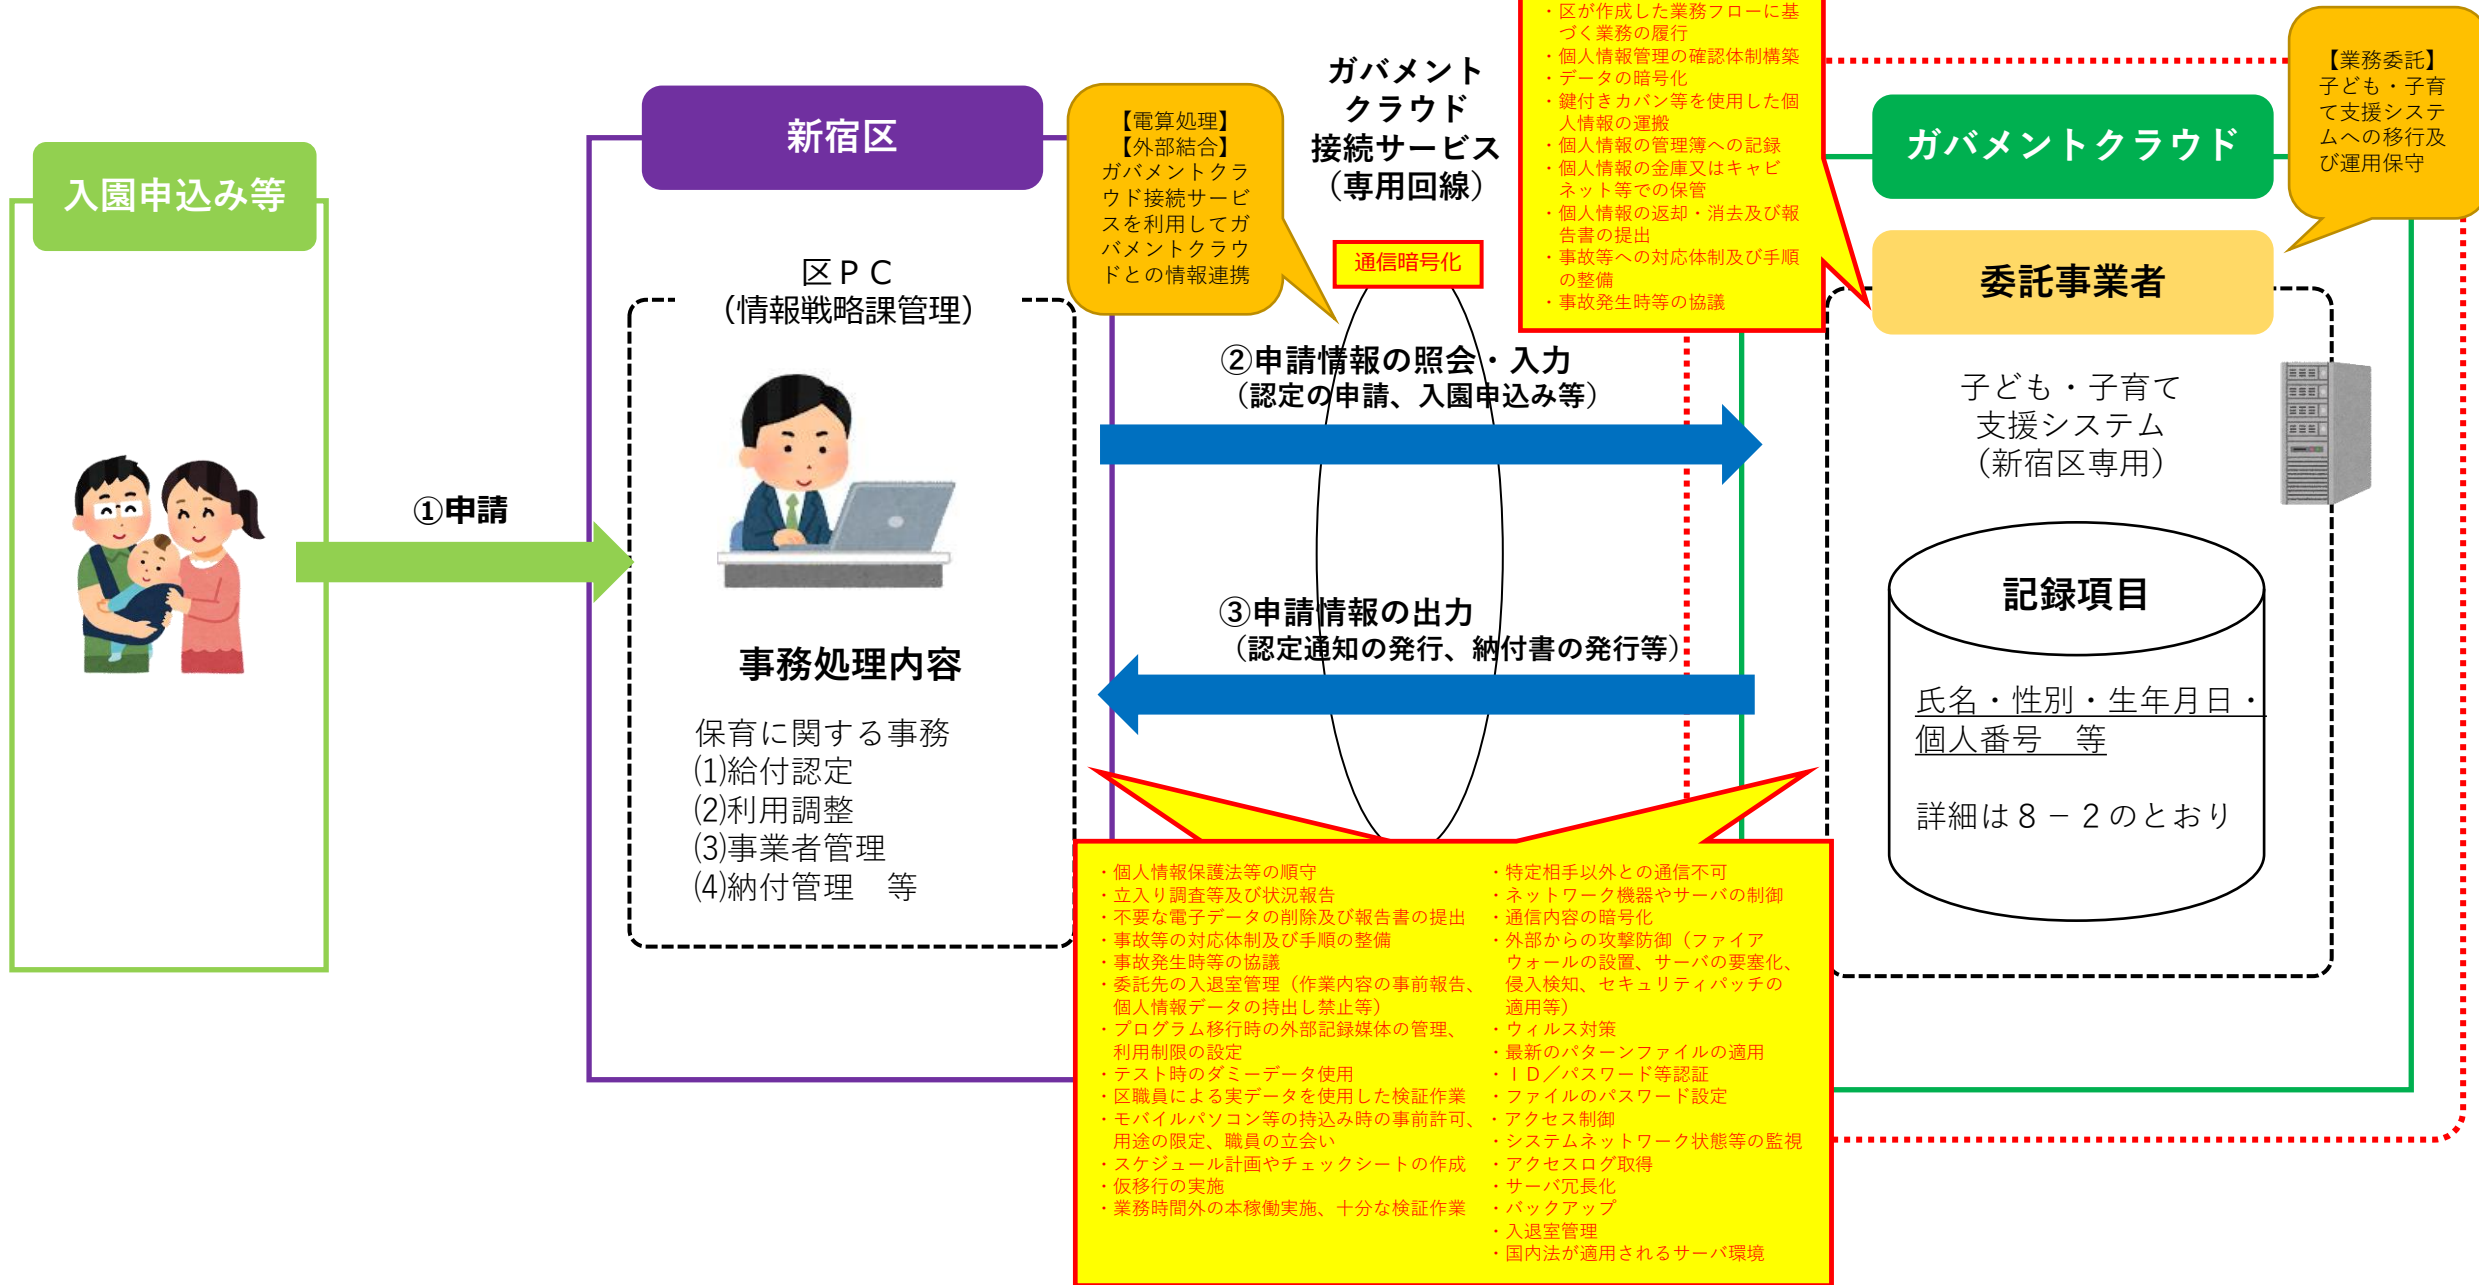 入園申込み等
①申請
新宿区
区ＰＣ
（情報戦略課管理）
事務処理内容
保育に関する事務
⑴給付認定
⑵利用調整
⑶事業者管理
⑷納付管理　等
【電算処理】
【外部結合】
ガバメントクラ
ウド接続サービ
スを利用してガ
バメントクラウ
ドとの情報連携
ガバメント
クラウド
接続サービス
（専用回線）
通信暗号化
②申請情報の照会・入力
（認定の申請、入園申込み等）
③申請情報の出力
（認定通知の発行、納付書の発行等）
・区が作成した業務フローに基
づく業務の履行
・個人情報管理の確認体制構築
・データの暗号化
・鍵付きカバン等を使用した個
人情報の運搬
・個人情報の管理簿への記録
・個人情報の金庫又はキャビ
ネット等での保管
・個人情報の返却・消去及び報
告書の提出
・事故等への対応体制及び手順
の整備
・事故発生時等の協議
ガバメントクラウド
委託事業者
【業務委託】
子ども・子育
て支援システ
ムへの移行及
び運用保守
子ども・子育て
支援システム
（新宿区専用）
記録項目
氏名・性別・生年月日・
個人番号　等
詳細は８－２のとおり
・個人情報保護法等の順守
・立入り調査等及び状況報告
・不要な電子データの削除及び報告書の提出
・事故等の対応体制及び手順の整備
・事故発生時等の協議
・委託先の入退室管理（作業内容の事前報告、
個人情報データの持出し禁止等）
・プログラム移行時の外部記録媒体の管理、
利用制限の設定
・テスト時のダミーデータ使用
・区職員による実データを使用した検証作業
・モバイルパソコン等の持込み時の事前許可、
用途の限定、職員の立会い
・スケジュール計画やチェックシートの作成
・仮移行の実施
・業務時間外の本稼働実施、十分な検証作業
・特定相手以外との通信不可
・ネットワーク機器やサーバの制御
・通信内容の暗号化
・外部からの攻撃防御（ファイア
ウォールの設置、サーバの要塞化、
侵入検知、セキュリティパッチの
適用等）
・ウィルス対策
・最新のパターンファイルの適用
・ＩＤ／パスワード等認証
・ファイルのパスワード設定
・アクセス制御
・システムネットワーク状態等の監視
・アクセスログ取得
・サーバ冗長化
・バックアップ
・入退室管理
・国内法が適用されるサーバ環境